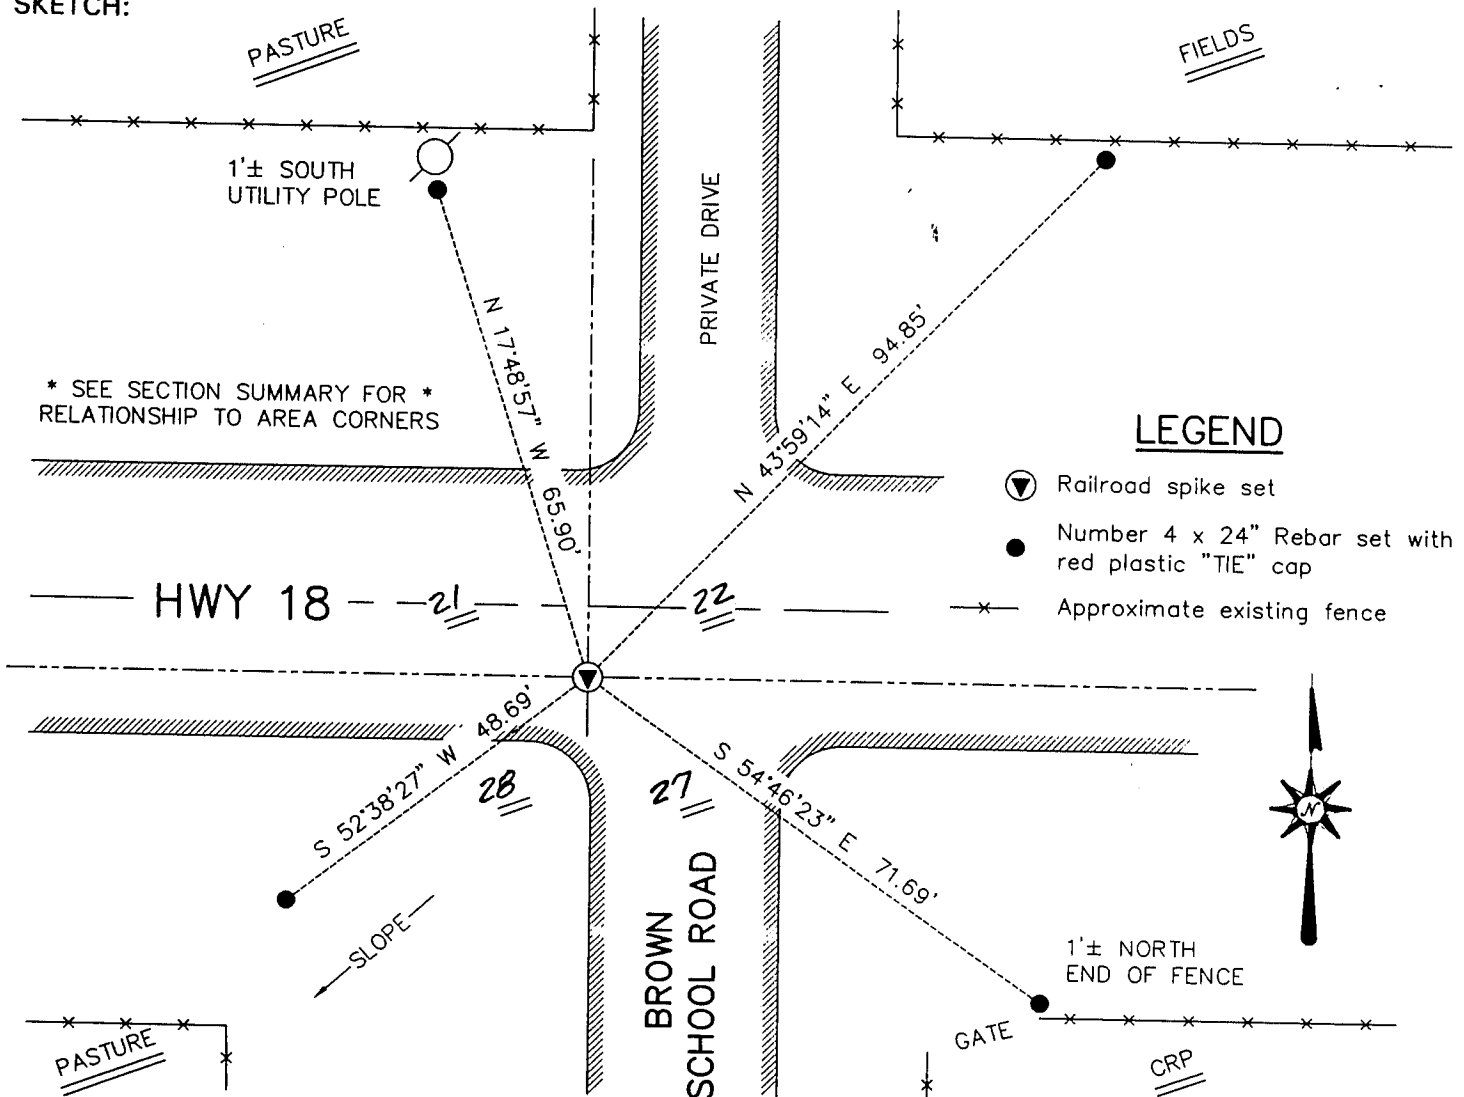 SKETCH:
PASTURE
FIELDS
1'± SOUTH
UTILITY POLE
PRIVATE DRIVE
N 17°48'57" W 65.90'
N 43°59'14" E 94.85'
* SEE SECTION SUMMARY FOR *
RELATIONSHIP TO AREA CORNERS
LEGEND
Railroad spike set
Number 4 x 24" Rebar set with
red plastic "TIE" cap
Approximate existing fence
HWY 18
21
22
S 52°38'27" W 48.69'
S 54°46'23" E 71.69'
28
27
N
SLOPE
BROWN
SCHOOL ROAD
1'± NORTH
END OF FENCE
GATE
PASTURE
CRP